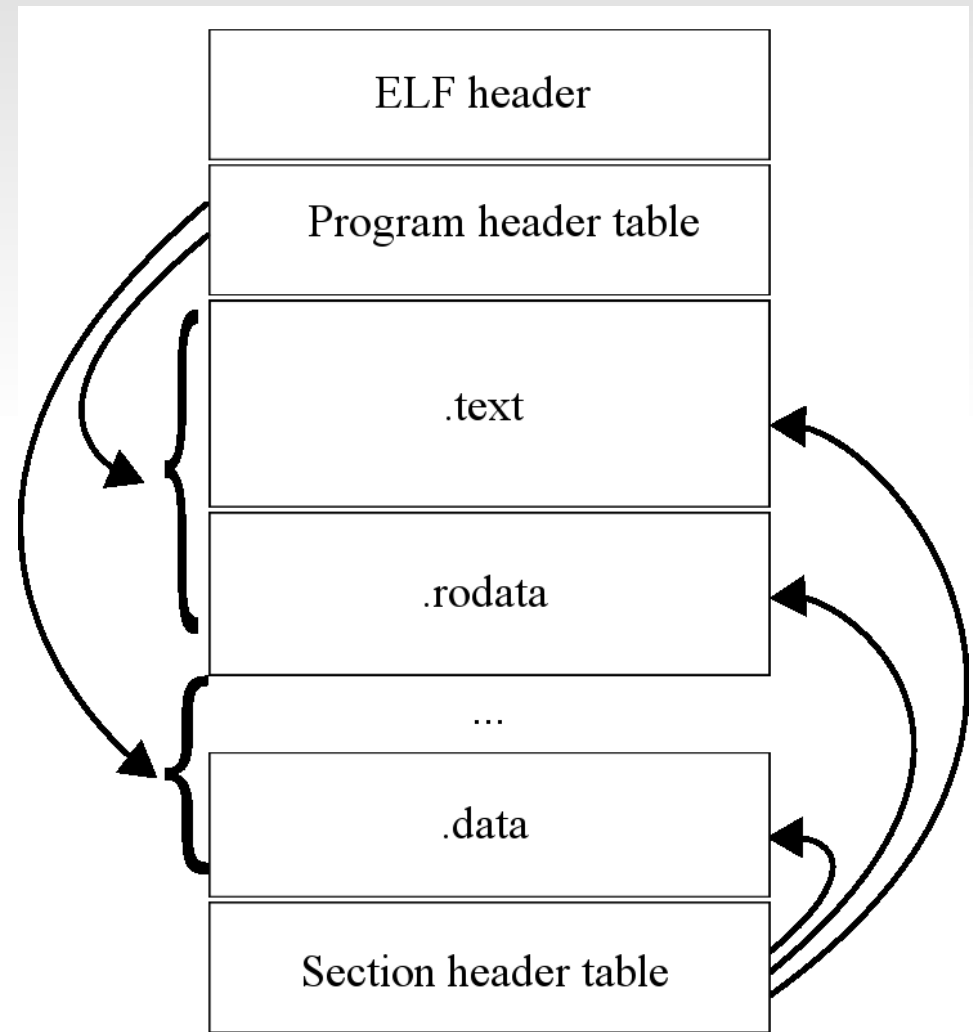 ELF header
Program header table
.text
.rodata
...
.data
Section header table